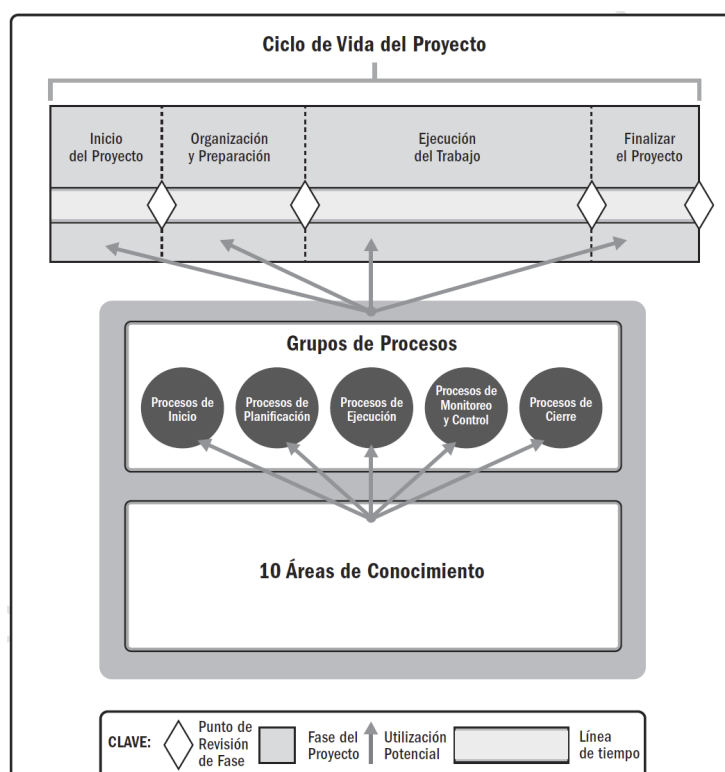 Ciclo de Vida del Proyecto
Inicio
del Proyecto
Organización
y Preparación
Ejecución
del Trabajo
Finalizar
el Proyecto
Grupos de Procesos
Procesos de
Inicio
Procesos de
Planificación
Procesos de
Ejecución
Procesos de
Monitoreo
y Control
Procesos de
Cierre
10 Áreas de Conocimiento
CLAVE:
Punto de
Revisión
de Fase
Fase del
Proyecto
Utilización
Potencial
Línea
de tiempo